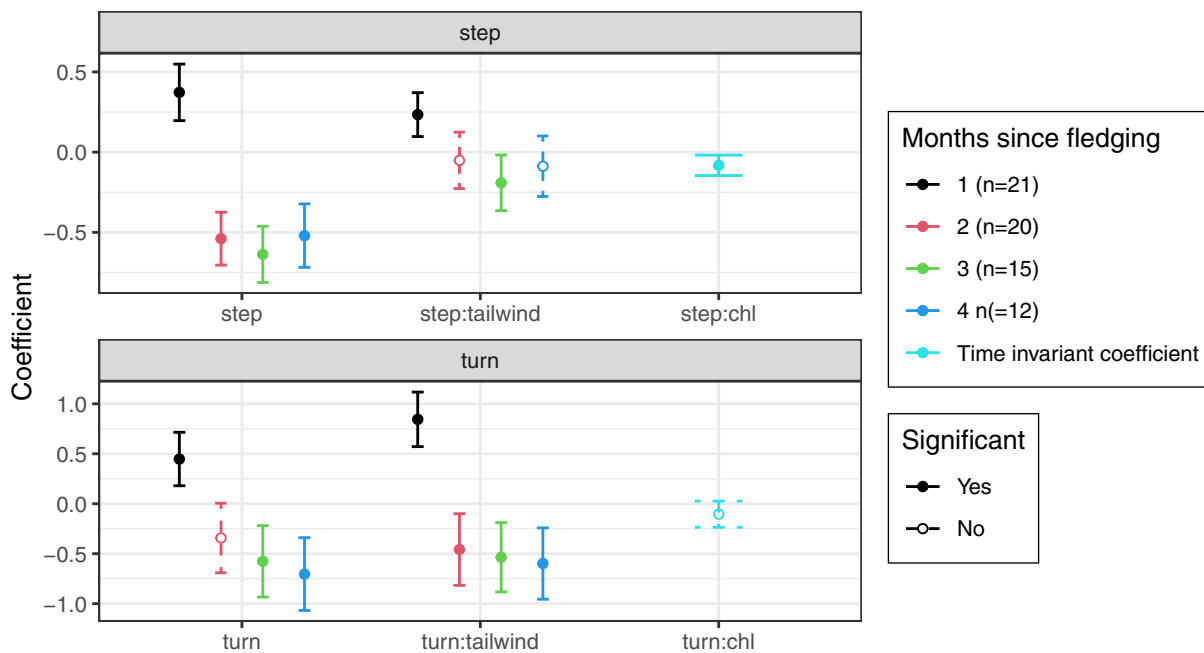 step
0.5
0.0
−0.5
step
step:tailwind
step:chl
Coefficient
turn
1.0
0.5
0.0
−0.5
−1.0
turn
turn:tailwind
turn:chl
Months since fledging
1 (n=21)
2 (n=20)
3 (n=15)
4 n(=12)
Time invariant coefficient
Significant
Yes
No